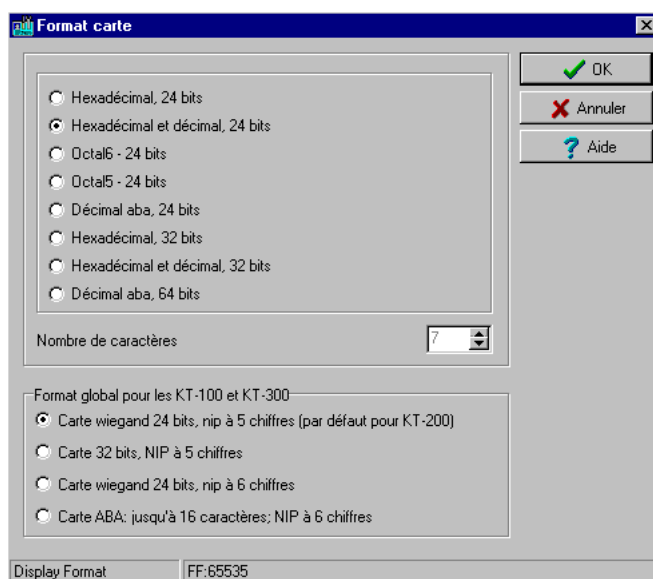 Format carte
OK
Annuler
Aide
Hexadécimal, 24 bits
Hexadécimal et décimal, 24 bits
Octal6 - 24 bits
Octal5 - 24 bits
Décimal aba, 24 bits
Hexadécimal, 32 bits
Hexadécimal et décimal, 32 bits
Décimal aba, 64 bits
Nombre de caractères 7
Format global pour les KT-100 et KT-300
Carte wiegand 24 bits, nip à 5 chiffres (par défaut pour KT-200)
Carte 32 bits, NIP à 5 chiffres
Carte wiegand 24 bits, nip à 6 chiffres
Carte ABA: jusqu'à 16 caractères; NIP à 6 chiffres
Display Format FF:65535